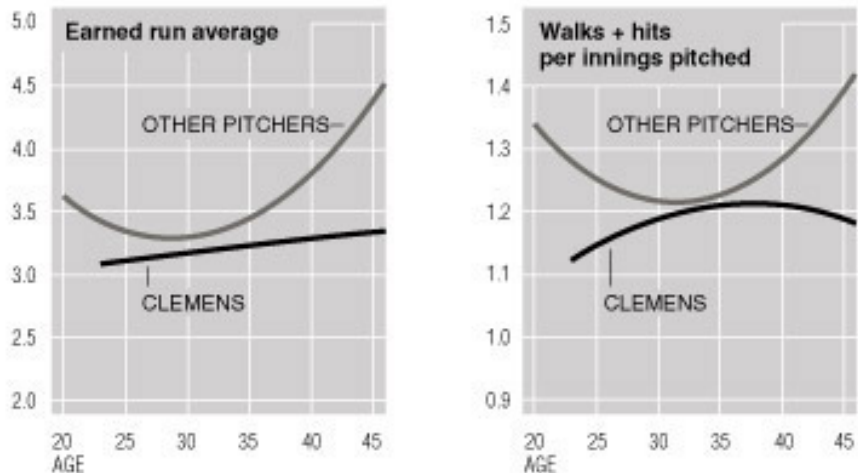 Earned run average
5.0
4.5
4.0
3.5
3.0
2.5
2.0
OTHER PITCHERS
CLEMENS
20 25 30 35 40 45
AGE
Walks + hits
per innings pitched
1.5
1.4
1.3
1.2
1.1
1.0
0.9
OTHER PITCHERS
CLEMENS
20 25 30 35 40 45
AGE